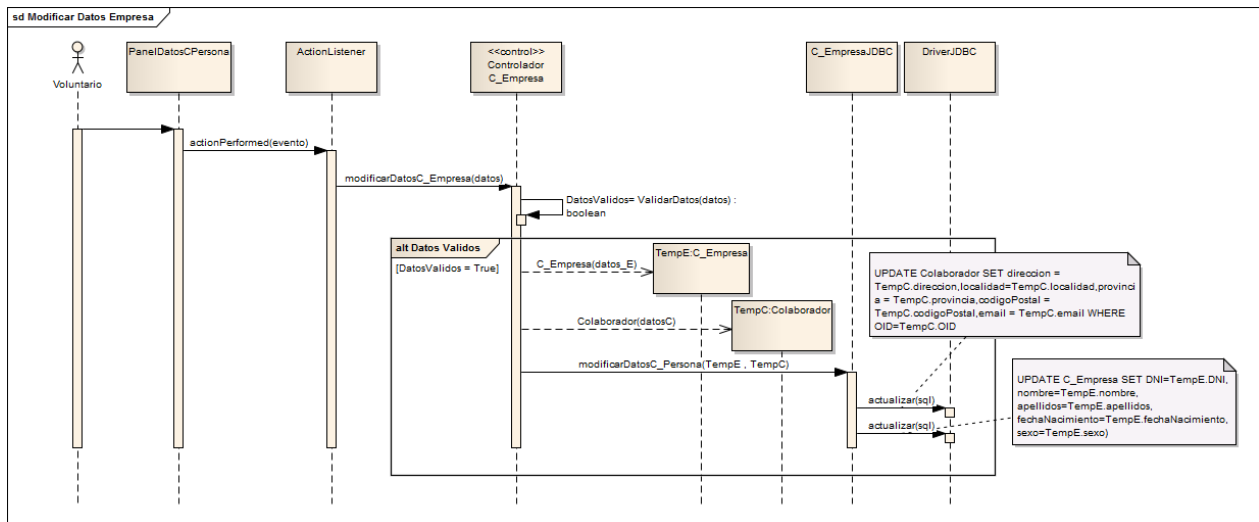 sd Modificar Datos Empresa
Voluntario
PanelDatosCPersona
ActionListener
<<control>>
Controlador
C_Empresa
C_EmpresaJDBC
DriverJDBC
actionPerformed(evento)
modificarDatosC_Empresa(datos)
DatosValidos= ValidarDatos(datos) :
boolean
alt Datos Validos
[DatosValidos = True]
C_Empresa(datos_E)
TempE:C_Empresa
UPDATE Colaborador SET direccion =
TempC.direccion,localidad=TempC.localidad,provinci
a = TempC.provincia,codigoPostal =
TempC.codigoPostal,email = TempC.email WHERE
OID=TempC.OID
Colaborador(datosC)
TempC:Colaborador
modificarDatosC_Persona(TempE , TempC)
UPDATE C_Empresa SET DNI=TempE.DNI,
nombre=TempE.nombre,
apellidos=TempE.apellidos,
fechaNacimiento=TempE.fechaNacimiento,
sexo=TempE.sexo)
actualizar(sql)
actualizar(sql)